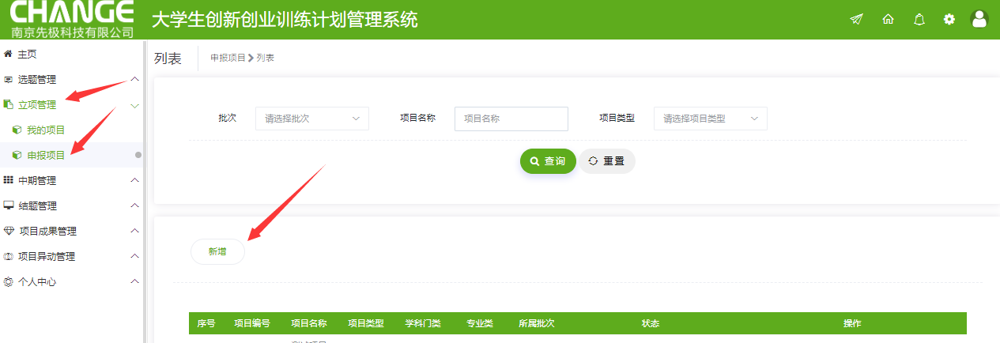 CHANGE
南京先极科技有限公司
大学生创新创业训练计划管理系统
主页
选题管理
立项管理
我的项目
申报项目
中期管理
结题管理
项目成果管理
项目异动管理
个人中心
列表 申报项目 列表
批次 请选择批次 项目名称 项目名称 项目类型 请选择项目类型
查询 重置
新增
序号 项目编号 项目名称 项目类型 学科门类 专业类 所属批次 状态 操作